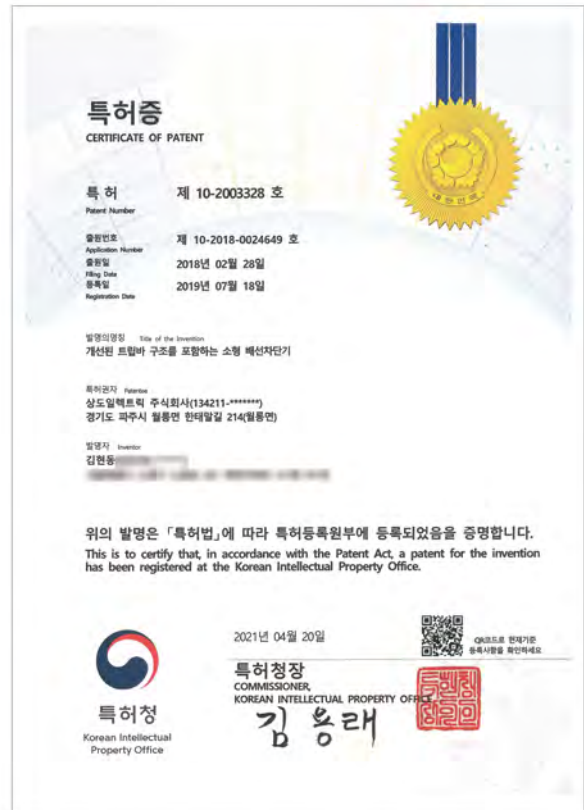 특허증
CERTIFICATE OF PATENT
특 허 제 10-2003328 호
Patent Number
출원번호 제 10-2018-0024649 호
Application Number
출원일 2018년 02월 28일
Filing Date
등록일 2019년 07월 18일
Registration Date
발명의명칭 Title of the Invention
개선된 트립바 구조를 포함하는 소형 배선차단기
특허권자 Patentee
상도일렉트릭 주식회사(134211-*******)
경기도 파주시 월롱면 한태말길 214(월롱면)
발명자 Inventor
김현동
위의 발명은 「특허법」에 따라 특허등록원부에 등록되었음을 증명합니다.
This is to certify that, in accordance with the Patent Act, a patent for the invention
has been registered at the Korean Intellectual Property Office.
2021년 04월 20일
QR코드로 현재기준
등록사항을 확인하세요
특허청장
COMMISSIONER,
KOREAN INTELLECTUAL PROPERTY OFFICE
김용래
특허청
Korean Intellectual
Property Office